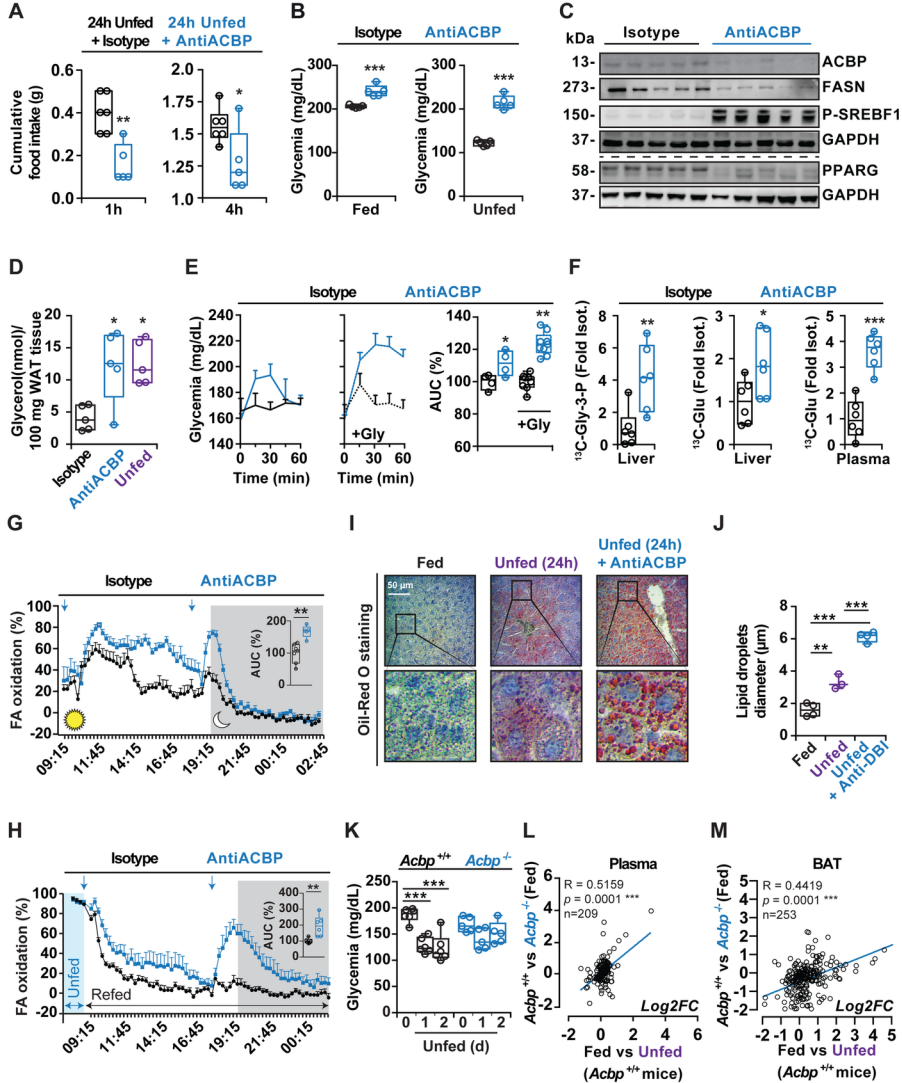 A
24h Unfed
+ Isotype
24h Unfed
+ AntiACBP
Cumulative
food intake (g)
0.6
0.4
0.2
0.0
**
1h
2.0
1.8
1.5
1.3
1.0
*
4h
B
Isotype
AntiACBP
Glycemia (mg/dL)
300
200
100
0
***
Fed
Glycemia (mg/dL)
300
200
100
0
***
Unfed
C
kDa
Isotype
AntiACBP
13-
ACBP
273-
FASN
150-
P-SREBF1
37-
GAPDH
58-
PPARG
37-
GAPDH
D
Glycerol(nmol)/
100 mg WAT tissue
20
15
10
5
0
*
*
Isotype
AntiACBP
Unfed
E
Isotype
AntiACBP
Glycemia (mg/dL)
240
220
200
180
160
140
0
30
60
Time (min)
+Gly
0
30
60
Time (min)
AUC (%)
140
120
100
80
60
*
**
+Gly
F
Isotype
AntiACBP
13C-Gly-3-P (Fold Isot.)
8
6
4
2
0
**
Liver
13C-Glu (Fold Isot.)
3
2
1
0
*
Liver
13C-Glu (Fold Isot.)
5
4
3
2
1
0
***
Plasma
G
Isotype
AntiACBP
FA oxidation (%)
100
80
60
40
20
0
-20
AUC (%)
200
100
0
**
09:15
11:45
14:15
16:45
19:15
21:45
00:15
02:45
I
Fed
Unfed (24h)
Unfed (24h)
+ AntiACBP
Oil-Red O staining
50 µm
J
Lipid droplets
diameter (µm)
8
6
4
2
0
***
***
**
Fed
Unfed
Unfed
+ Anti-DBI
H
Isotype
AntiACBP
FA oxidation (%)
100
80
60
40
20
0
-20
Unfed
Refed
AUC (%)
400
300
200
100
0
**
09:15
11:45
14:15
16:45
19:15
21:45
00:15
K
Acbp +/+
Acbp -/-
Glycemia (mg/dL)
250
200
150
100
50
0
***
***
0
1
2
0
1
2
Unfed (d)
L
Plasma
Acbp+/+ vs Acbp-/- (Fed)
6
4
2
0
-2
R = 0.5159
p = 0.0001 ***
n=209
Log2FC
-2
0
2
4
6
Fed vs Unfed
(Acbp+/+ mice)
M
BAT
Acbp+/+ vs Acbp-/- (Fed)
5
4
3
2
1
0
-1
-2
R = 0.4419
p = 0.0001 ***
n=253
Log2FC
-2
-1
0
1
2
3
4
5
Fed vs Unfed
(Acbp+/+ mice)